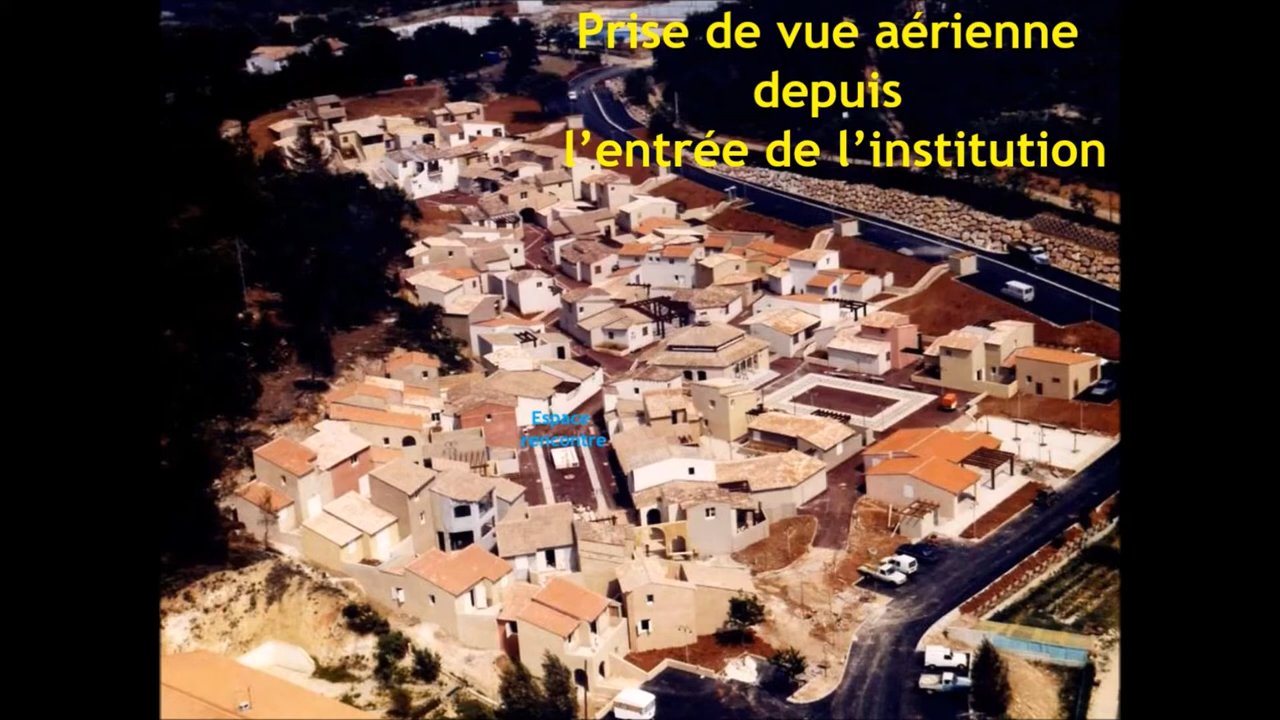 Prise de vue aérienne
depuis
l’entrée de l’institution
Espace
rencontre